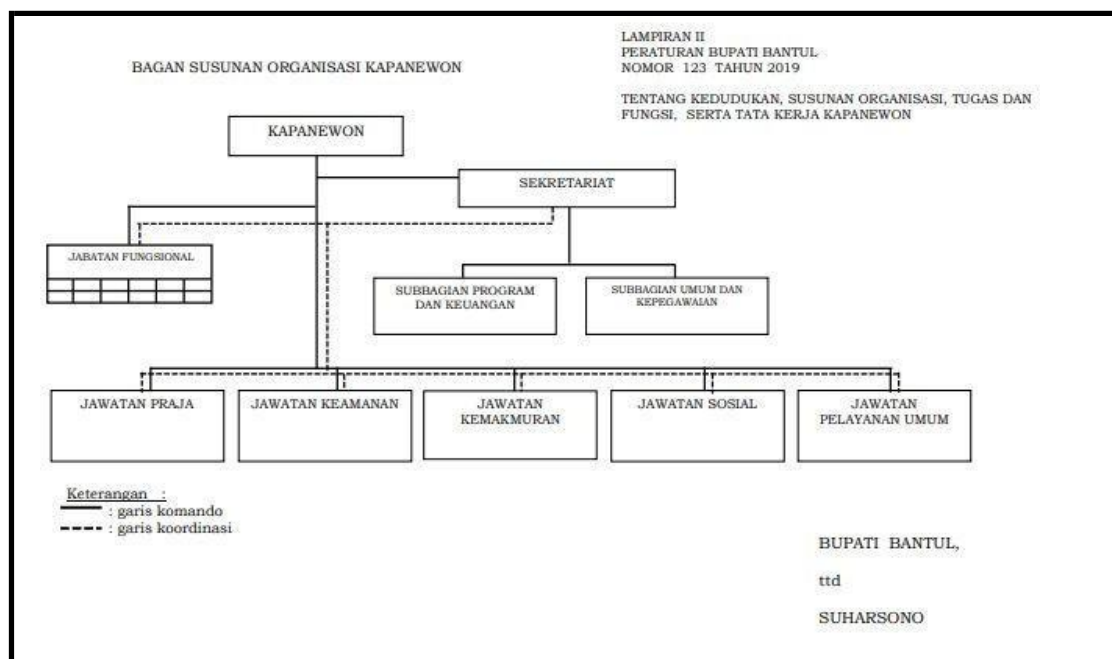 LAMPIRAN II
PERATURAN BUPATI BANTUL
NOMOR 123 TAHUN 2019
TENTANG KEDUDUKAN, SUSUNAN ORGANISASI, TUGAS DAN
FUNGSI, SERTA TATA KERJA KAPANEWON
BAGAN SUSUNAN ORGANISASI KAPANEWON
KAPANEWON
SEKRETARIAT
JABATAN FUNGSIONAL
SUBBAGIAN PROGRAM
DAN KEUANGAN
SUBBAGIAN UMUM DAN
KEPEGAWAIAN
JAWATAN PRAJA
JAWATAN KEAMANAN
JAWATAN
KEMAKMURAN
JAWATAN SOSIAL
JAWATAN
PELAYANAN UMUM
Keterangan :
: garis komando
: garis koordinasi
BUPATI BANTUL,
ttd
SUHARSONO